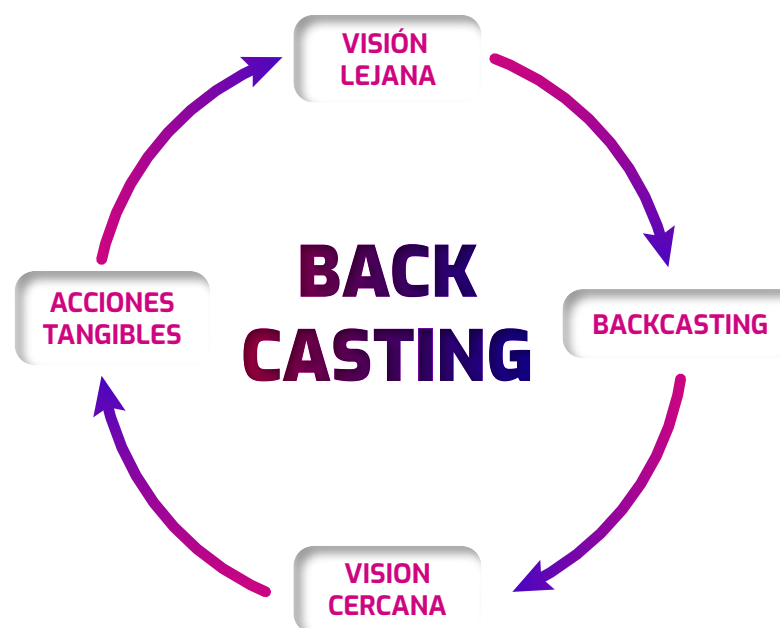 VISIÓN
LEJANA
BACK
CASTING
ACCIONES
TANGIBLES
BACKCASTING
VISION
CERCANA